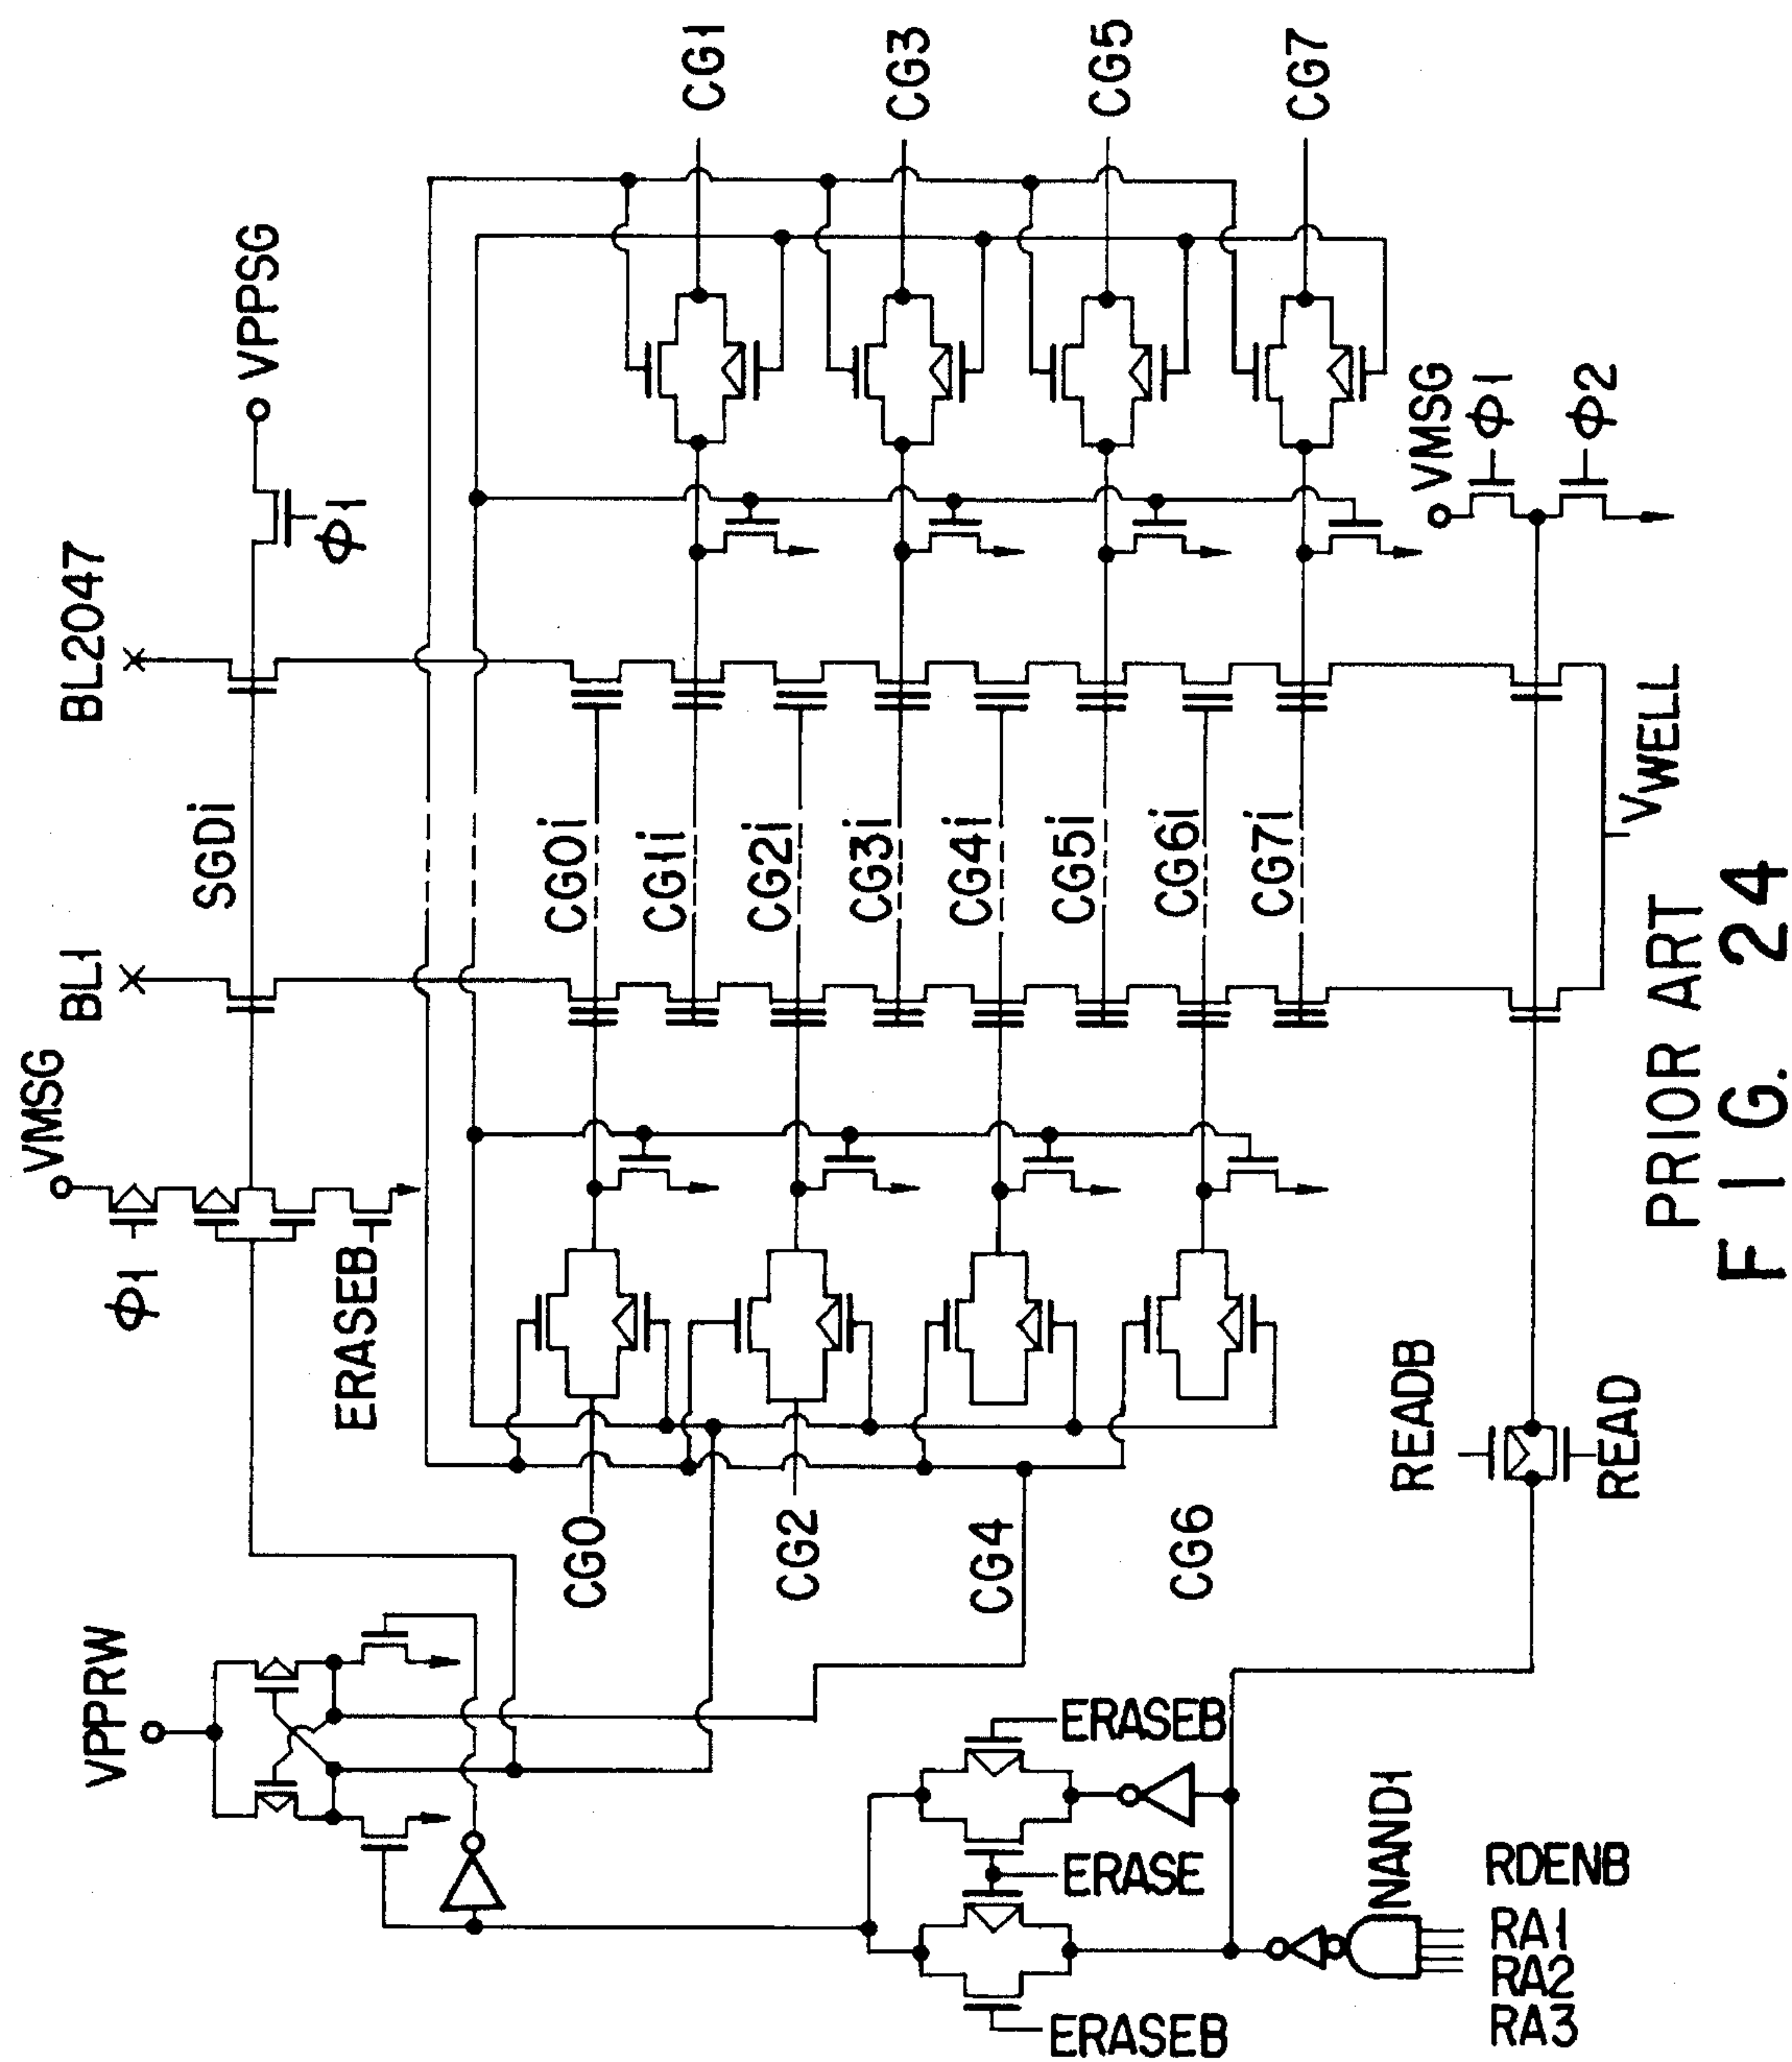 BL2047
VPPSG
BL1
SGDi
VMSG
Φ1
Φ1
ERASEB
VPPRW
CG1
CG3
CG5
CG7
CG0i
CG1i
CG2i
CG3i
CG4i
CG5i
CG6i
CG7i
CG0
CG2
CG4
CG6
VMSG
Φ1
Φ2
VWELL
READB
READ
ERASEB
ERASE
ERASEB
NAND1
RDENB
RA1
RA2
RA3
PRIOR ART
FIG. 24